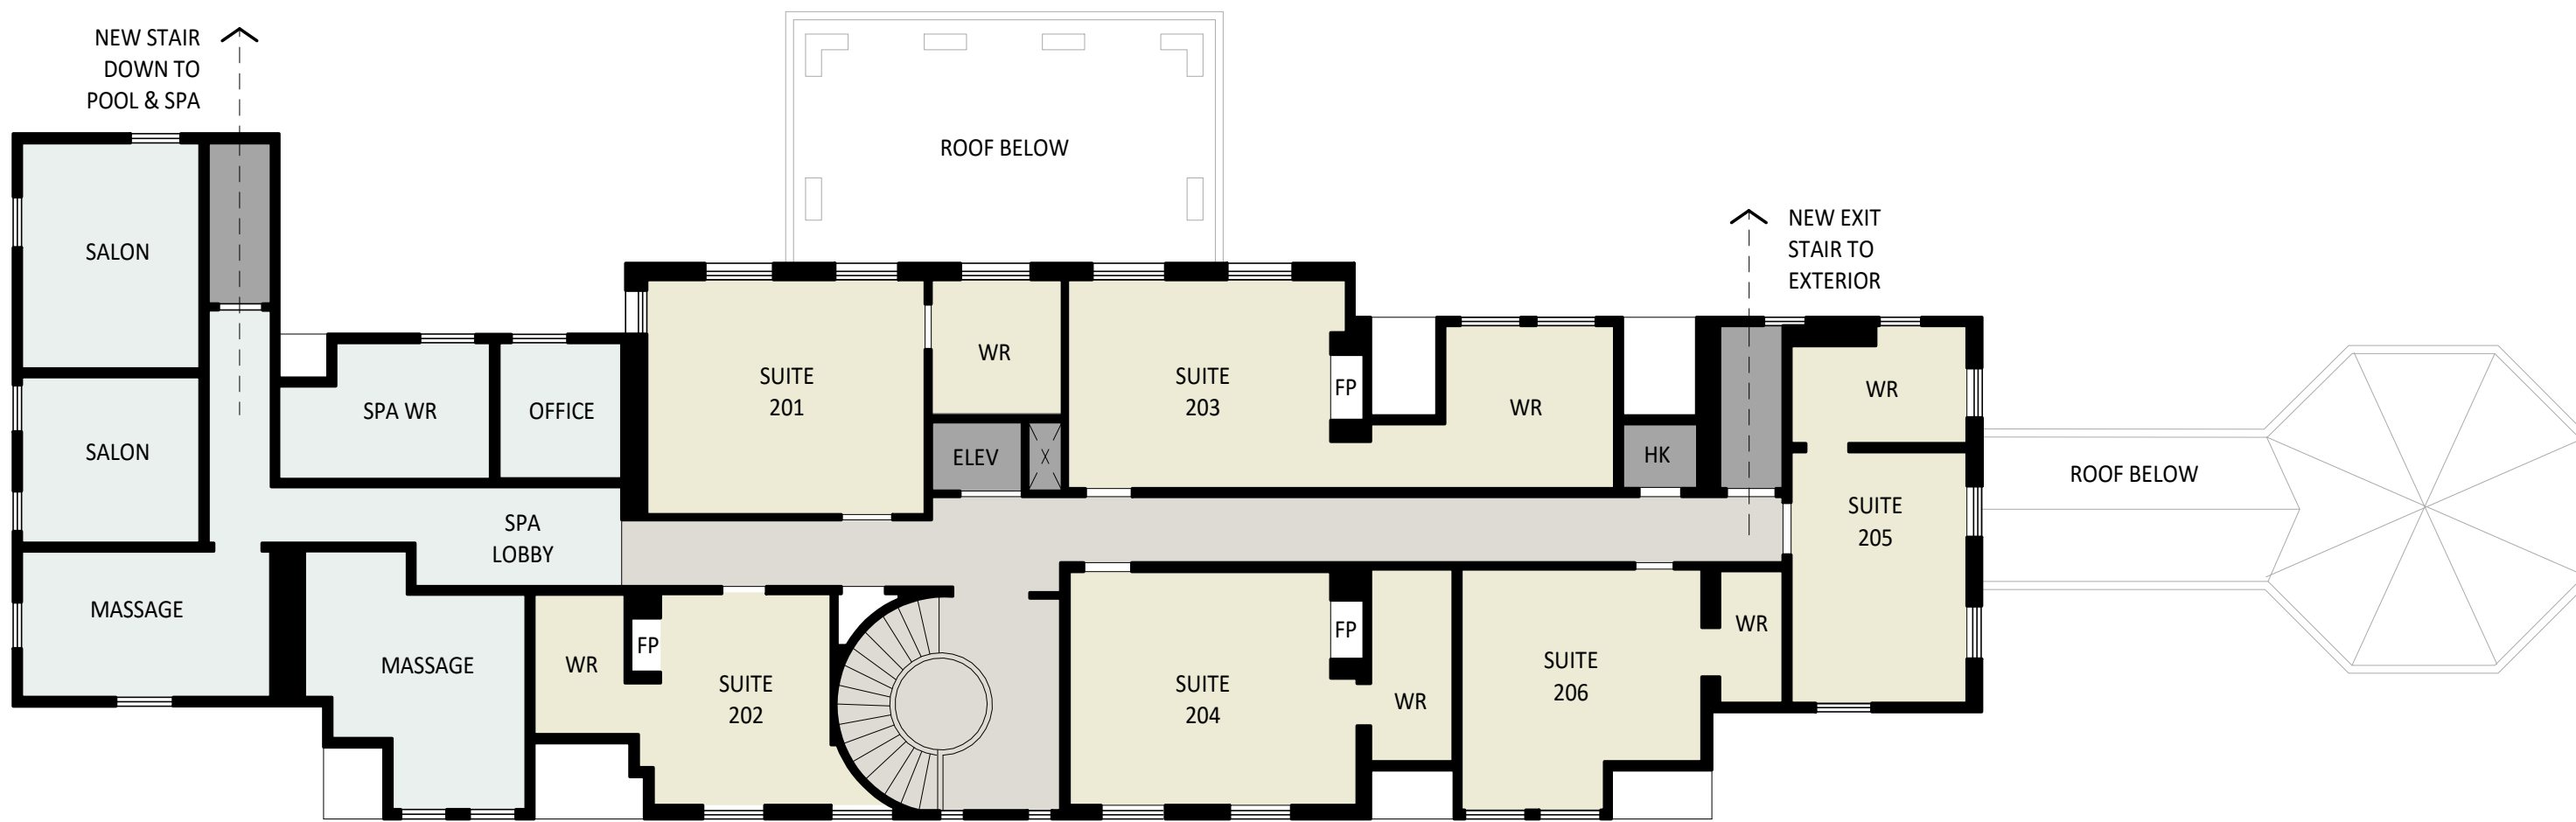 NEW STAIR
DOWN TO
POOL & SPA
ROOF BELOW
NEW EXIT
STAIR TO
EXTERIOR
SALON
SALON
SPA WR
OFFICE
SUITE
201
WR
ELEV
X
SUITE
203
FP
WR
HK
WR
SUITE
205
ROOF BELOW
SPA
LOBBY
MASSAGE
MASSAGE
WR
FP
SUITE
202
SUITE
204
FP
WR
SUITE
206
WR